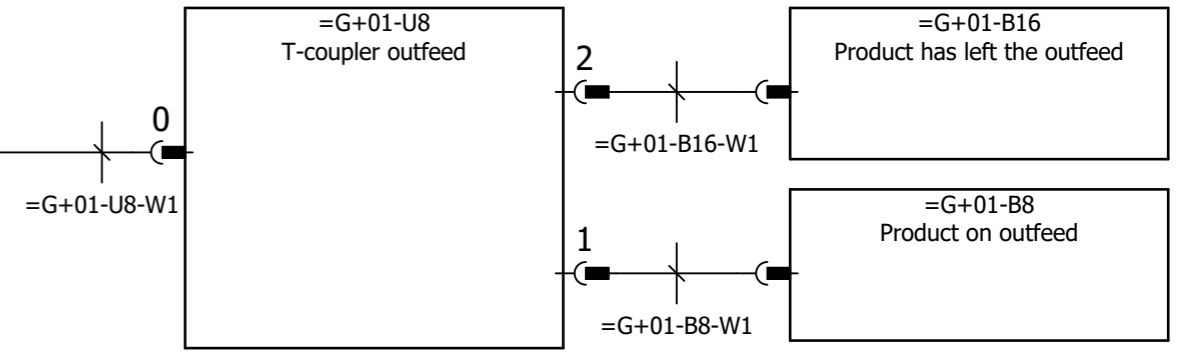 =G+01-U8
T-coupler outfeed
0
=G+01-U8-W1
2
=G+01-B16-W1
=G+01-B16
Product has left the outfeed
1
=G+01-B8-W1
=G+01-B8
Product on outfeed